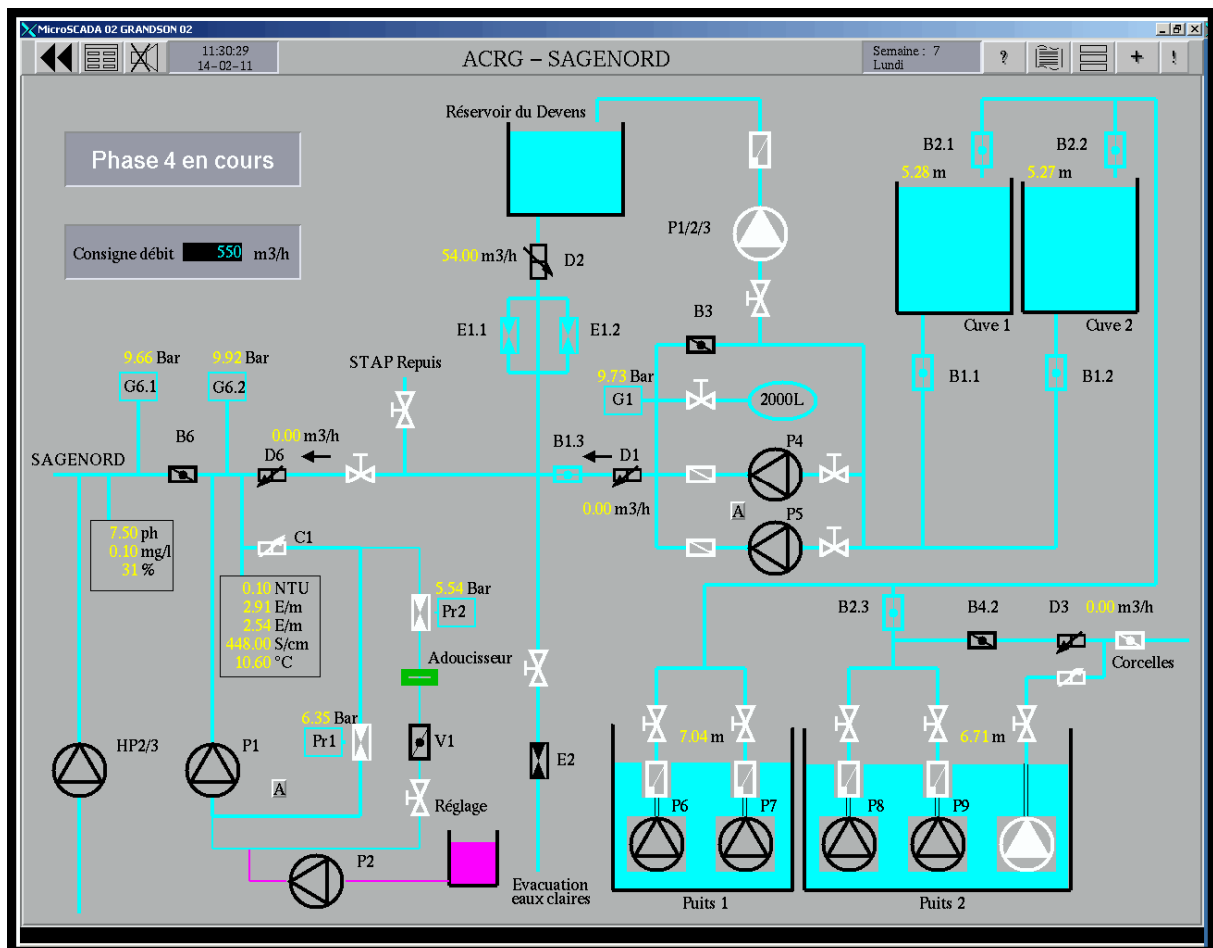 MicroSCADA 02 GRANDSON 02
11:30:29
14-02-11
ACRG – SAGENORD
Semaine : 7
Lundi
?
+
!
Phase 4 en cours
Consigne débit 550 m3/h
Réservoir du Devens
54.00 m3/h D2
E1.1
E1.2
P1/2/3
B2.1
B2.2
5.28 m
5.27 m
Cuve 1
Cuve 2
B1.1
B1.2
B3
9.73 Bar
G1
2000L
STAP Repuis
9.66 Bar
G6.1
9.92 Bar
G6.2
B6
SAGENORD
0.00 m3/h
D6
B1.3
D1
0.00 m3/h
P4
A
P5
7.50 ph
0.10 mg/l
31 %
C1
0.10 NTU
2.91 E/m
2.54 E/m
448.00 S/cm
10.60 °C
5.54 Bar
Pr2
Adoucisseur
6.35 Bar
Pr1
V1
HP2/3
P1
A
Réglage
P2
E2
Evacuation
eaux claires
B2.3
B4.2
D3
0.00 m3/h
Corcelles
7.04 m
6.71 m
P6
P7
P8
P9
Puits 1
Puits 2